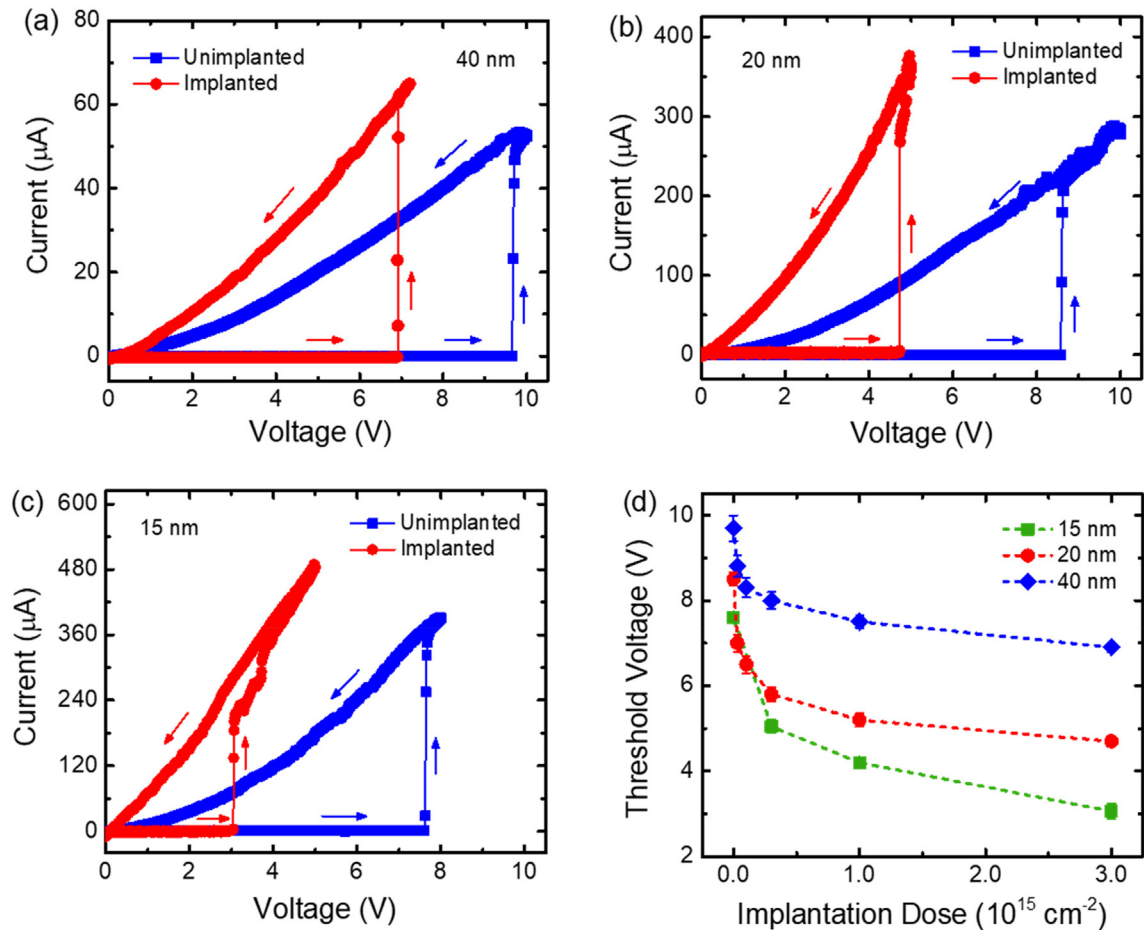 (a)
40 nm
Unimplanted
Implanted
Current (μA)
80
60
40
20
0
0 2 4 6 8 10
Voltage (V)
(b)
20 nm
Unimplanted
Implanted
Current (μA)
400
300
200
100
0
0 2 4 6 8 10
Voltage (V)
(c)
15 nm
Unimplanted
Implanted
Current (μA)
600
480
360
240
120
0
0 2 4 6 8 10
Voltage (V)
(d)
15 nm
20 nm
40 nm
Threshold Voltage (V)
10
8
6
4
2
0.0 1.0 2.0 3.0
Implantation Dose (10¹⁵ cm⁻²)